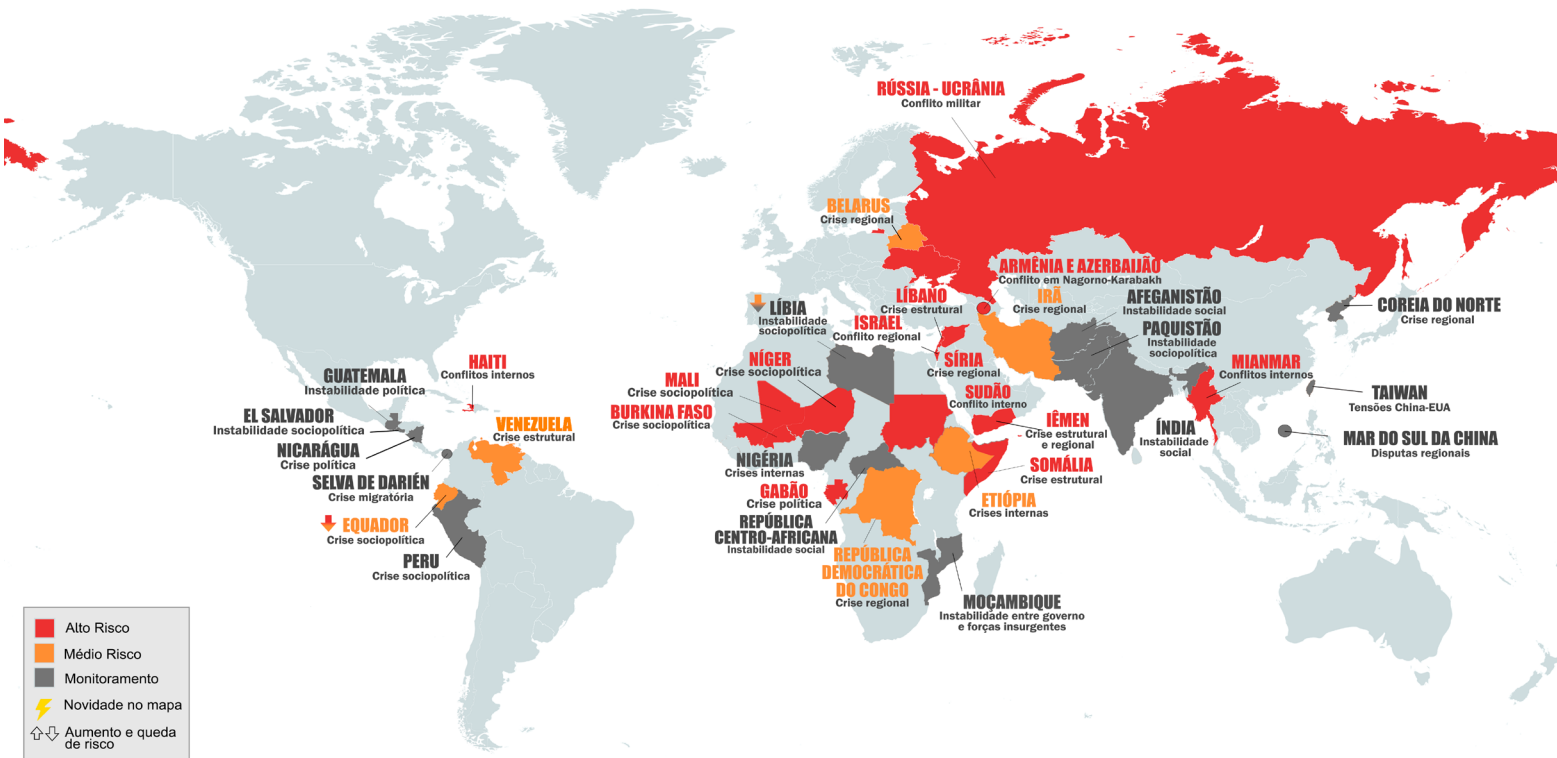 RÚSSIA - UCRÂNIA
Conflito militar
BELARUS
Crise regional
ARMÊNIA E AZERBAIJÃO
Conflito em Nagorno-Karabakh
LÍBANO
Crise estrutural
IRÃ
Crise regional
AFEGANISTÃO
Instabilidade social
COREIA DO NORTE
Crise regional
LÍBIA
Instabilidade
sociopolítica
ISRAEL
Conflito regional
PAQUISTÃO
Instabilidade
sociopolítica
NÍGER
Crise sociopolítica
SÍRIA
Crise regional
MIANMAR
Conflitos internos
HAITI
Conflitos internos
GUATEMALA
Instabilidade política
MALI
Crise sociopolítica
SUDÃO
Conflito interno
TAIWAN
Tensões China-EUA
EL SALVADOR
Instabilidade sociopolítica
BURKINA FASO
Crise sociopolítica
VENEZUELA
Crise estrutural
IÊMEN
Crise estrutural
e regional
ÍNDIA
Instabilidade
social
MAR DO SUL DA CHINA
Disputas regionais
NICARÁGUA
Crise política
NIGÉRIA
Crises internas
SOMÁLIA
Crise estrutural
SELVA DE DARIÉN
Crise migratória
GABÃO
Crise política
ETIÓPIA
Crises internas
EQUADOR
Crise sociopolítica
REPÚBLICA
CENTRO-AFRICANA
Instabilidade social
PERU
Crise sociopolítica
REPÚBLICA
DEMOCRÁTICA
DO CONGO
Crise regional
MOÇAMBIQUE
Instabilidade entre governo
e forças insurgentes
Alto Risco
Médio Risco
Monitoramento
Novidade no mapa
Aumento e queda
de risco